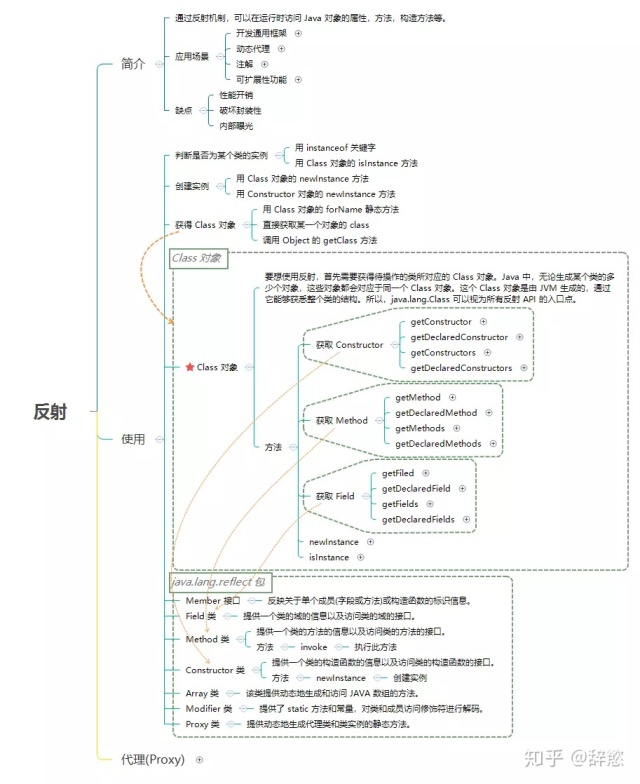 反射
简介
通过反射机制，可以在运行时访问 Java 对象的属性，方法，构造方法等。
应用场景
开发通用框架
动态代理
注解
可扩展性功能
缺点
性能开销
破坏封装性
内部曝光
使用
判断是否为某个类的实例
用 instanceof 关键字
用 Class 对象的 isInstance 方法
创建实例
用 Class 对象的 newInstance 方法
用 Constructor 对象的 newInstance 方法
获得 Class 对象
用 Class 对象的 forName 静态方法
直接获取某一个对象的 class
调用 Object 的 getClass 方法
Class 对象
Class 对象
要想使用反射，首先需要获得待操作的类所对应的 Class 对象。Java 中，无论生成某个类的多
少个对象，这些对象都会对应于同一个 Class 对象。这个 Class 对象是由 JVM 生成的，通过
它能够获悉整个类的结构。所以，java.lang.Class 可以视为所有反射 API 的入口点。
方法
获取 Constructor
getConstructor
getDeclaredConstructor
getConstructors
getDeclaredConstructors
获取 Method
getMethod
getDeclaredMethod
getMethods
getDeclaredMethods
获取 Field
getFiled
getDeclaredField
getFields
getDeclaredFields
newInstance
isInstance
java.lang.reflect 包
Member 接口
反映关于单个成员(字段或方法)或构造函数的标识信息。
Field 类
提供一个类的域的信息以及访问类的域的接口。
Method 类
提供一个类的方法的信息以及访问类的方法的接口。
方法
invoke
执行此方法
Constructor 类
提供一个类的构造函数的信息以及访问类的构造函数的接口。
方法
newInstance
创建实例
Array 类
该类提供动态地生成和访问 JAVA 数组的方法。
Modifier 类
提供了 static 方法和常量，对类和成员访问修饰符进行解码。
Proxy 类
提供动态地生成代理类和类实例的静态方法。
代理(Proxy)
知乎 @辞慾